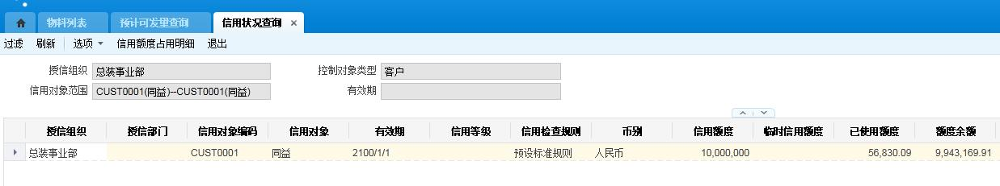 物料列表 预计可发量查询 信用状况查询 ×
过滤 刷新 选项 信用额度占用明细 退出
授信组织 总装事业部 控制对象类型 客户
信用对象范围 CUST0001(同益)--CUST0001(同益) 有效期
授信组织 授信部门 信用对象编码 信用对象 有效期 信用等级 信用检查规则 币别 信用额度 临时信用额度 已使用额度 额度余额
总装事业部 CUST0001 同益 2100/1/1 预设标准规则 人民币 10,000,000 56,830.09 9,943,169.91